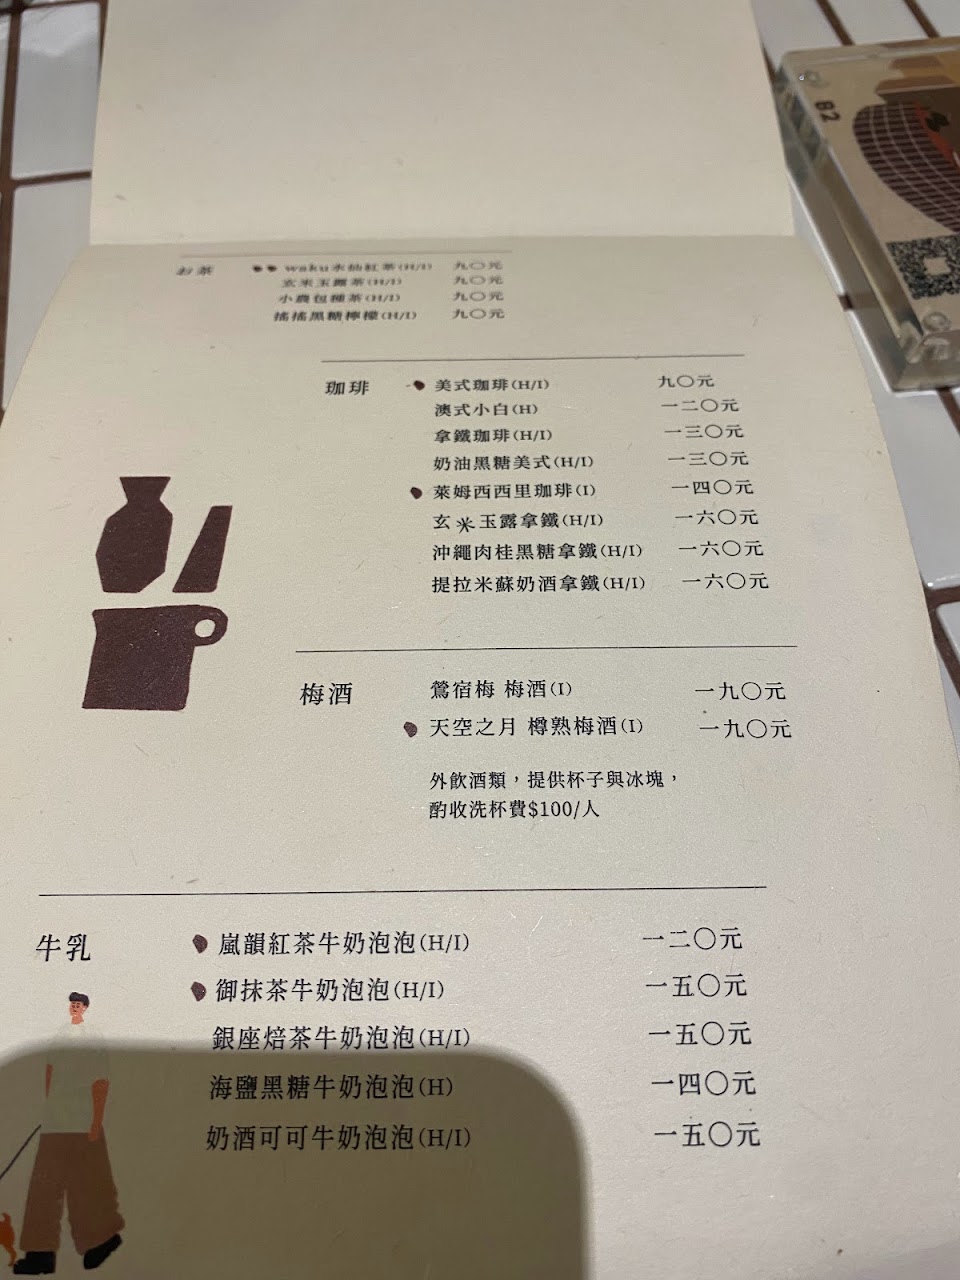 お茶 waku水仙紅茶(H/I) 九〇元
玄米玉露茶(H/I) 九〇元
小農包種茶(H/I) 九〇元
搖搖黑糖檸檬(H/I) 九〇元
珈琲 美式珈琲(H/I) 九〇元
澳式小白(H) 一二〇元
拿鐵珈琲(H/I) 一三〇元
奶油黑糖美式(H/I) 一三〇元
萊姆西西里珈琲(I) 一四〇元
玄米玉露拿鐵(H/I) 一六〇元
沖繩肉桂黑糖拿鐵(H/I) 一六〇元
提拉米蘇奶酒拿鐵(H/I) 一六〇元
梅酒 鶯宿梅 梅酒(I) 一九〇元
天空之月 樽熟梅酒(I) 一九〇元
外飲酒類，提供杯子與冰塊，
酌收洗杯費$100/人
牛乳 嵐韻紅茶牛奶泡泡(H/I) 一二〇元
御抹茶牛奶泡泡(H/I) 一五〇元
銀座焙茶牛奶泡泡(H/I) 一五〇元
海鹽黑糖牛奶泡泡(H) 一四〇元
奶酒可可牛奶泡泡(H/I) 一五〇元
B2